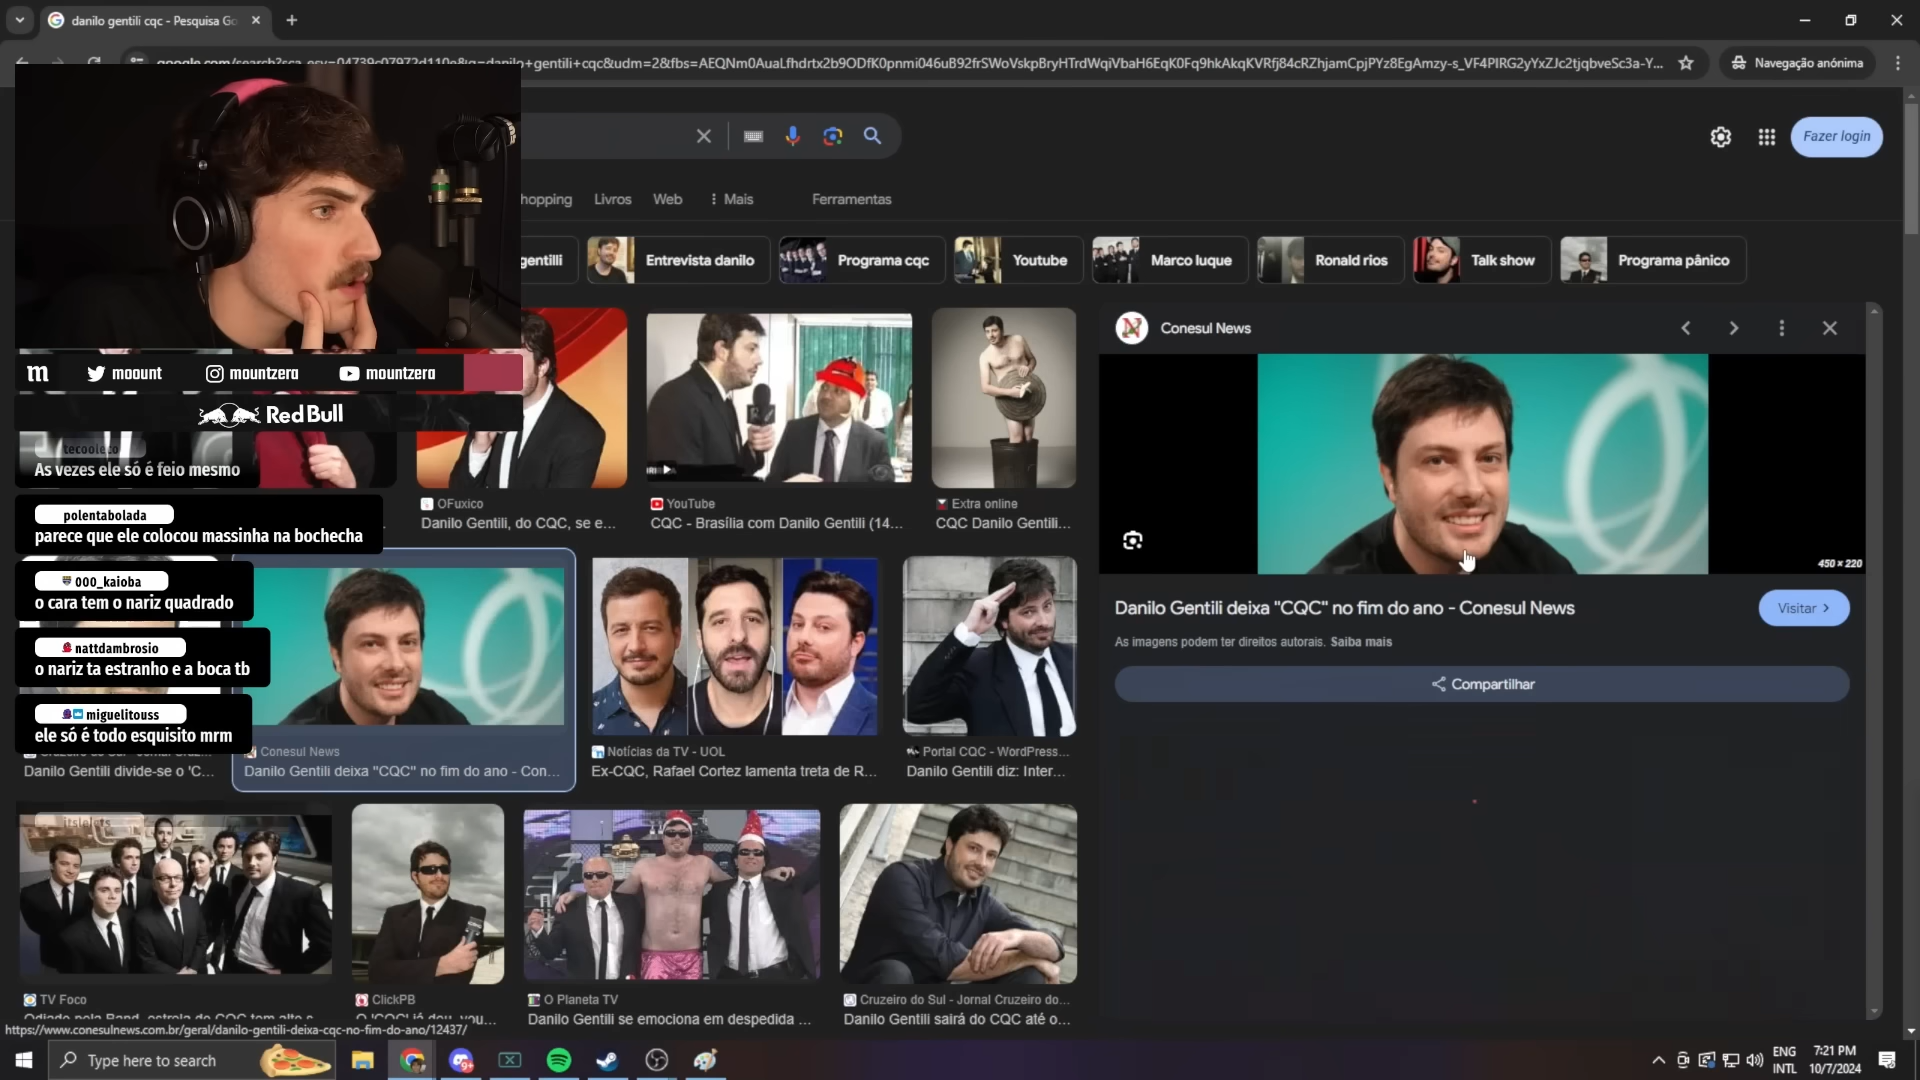 danilo gentili cqc - Pesquisa Go
Navegação anónima
Fazer login
hopping
Livros
Web
Mais
Ferramentas
gentilli
Entrevista danilo
Programa cqc
Youtube
Marco luque
Ronald rios
Talk show
Programa pânico
m
moount
mountzera
mountzera
Red Bull
As vezes ele só é feio mesmo
polentabolada
parece que ele colocou massinha na bochecha
000_kaioba
o cara tem o nariz quadrado
nattdambrosio
o nariz ta estranho e a boca tb
miguelitouss
ele só é todo esquisito mrm
OFuxico
Danilo Gentili, do CQC, se e...
YouTube
CQC - Brasília com Danilo Gentili (14...
Extra online
CQC Danilo Gentili...
Danilo Gentili divide-se o 'C...
Conesul News
Danilo Gentili deixa "CQC" no fim do ano - Con...
Notícias da TV - UOL
Ex-CQC, Rafael Cortez lamenta treta de R...
Portal CQC - WordPress...
Danilo Gentili diz: Inter...
TV Foco
ClickPB
O Planeta TV
Danilo Gentili se emociona em despedida ...
Cruzeiro do Sul - Jornal Cruzeiro do...
Danilo Gentili sairá do CQC até o...
Conesul News
450 × 220
Danilo Gentili deixa "CQC" no fim do ano - Conesul News
Visitar
As imagens podem ter direitos autorais. Saiba mais
Compartilhar
https://www.conesulnews.com.br/geral/danilo-gentili-deixa-cqc-no-fim-do-ano/12437/
Type here to search
9+
ENG
INTL
7:21 PM
10/7/2024